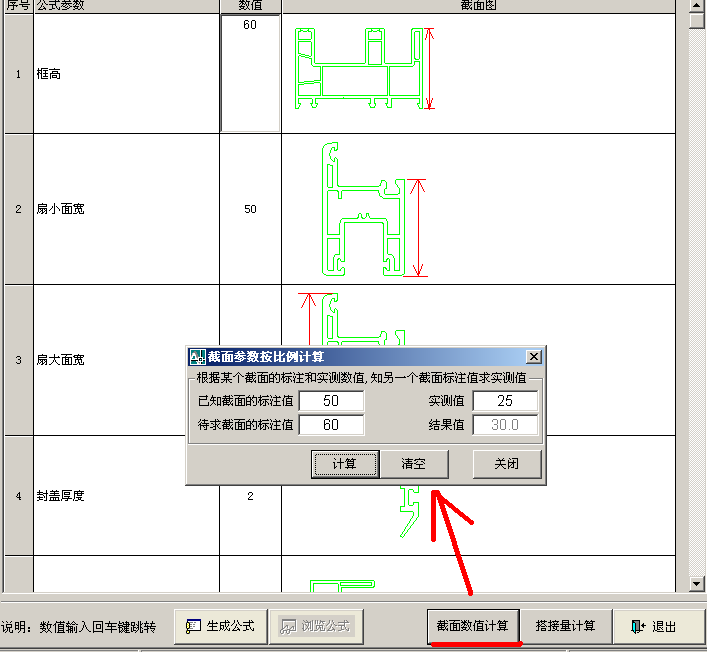 序号 公式参数 数值 截面图
60
1 框高
2 扇小面宽 50
3 扇大面宽
截面参数按比例计算
根据某个截面的标注和实测数值, 知另一个截面标注值求实测值
已知截面的标注值 50 实测值 25
待求截面的标注值 60 结果值 30.0
计算 清空 关闭
4 封盖厚度 2
说明: 数值输入回车键跳转 生成公式 浏览公式 截面数值计算 搭接量计算 退出